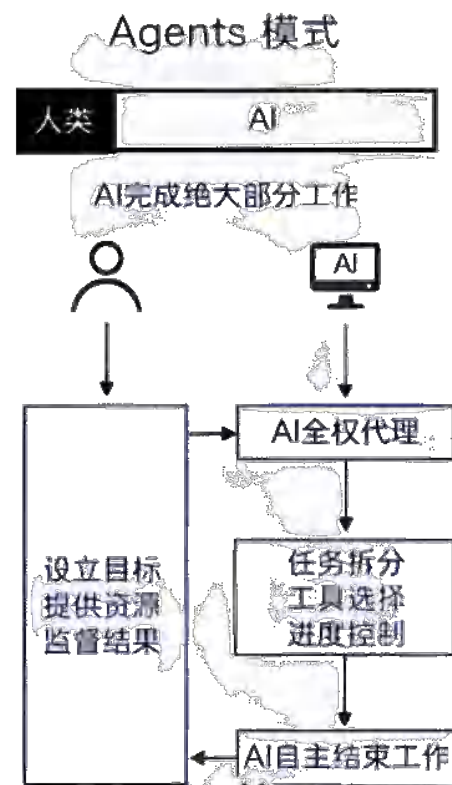 Agents 模式
人类
AI
AI完成绝大部分工作
AI
AI全权代理
设立目标
提供资源
监督结果
任务拆分
工具选择
进度控制
AI自主结束工作